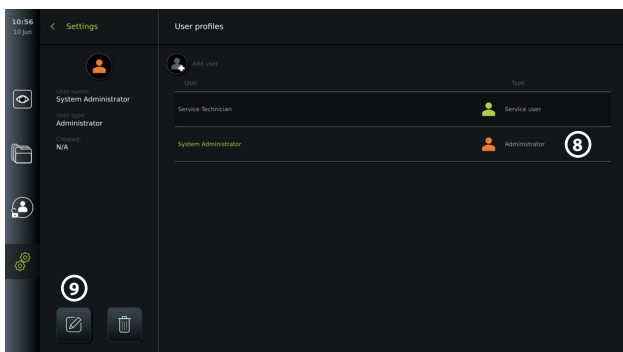 10:56
10 Jun
Settings
User profiles
User name:
System Administrator
User type:
Administrator
Created:
N/A
Add user
User Type
Service Technician Service user
System Administrator Administrator 8
9